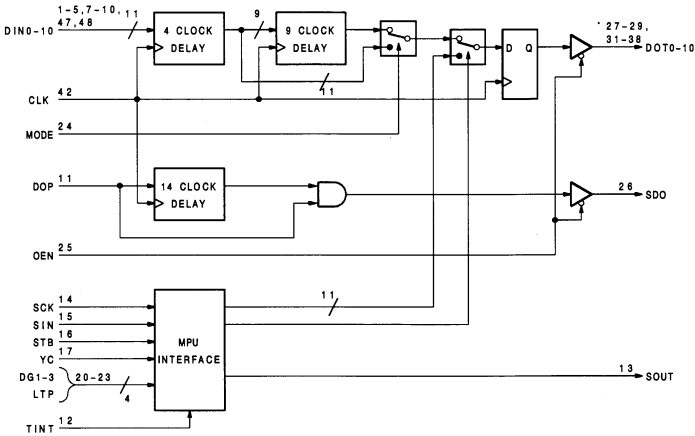 1-5,7-10, 11
47,48
DIN0-10
4 CLOCK
DELAY
9
9 CLOCK
DELAY
11
27-29,
31-38
DOT0-10
D Q
CLK 42
MODE 24
DOP 11
14 CLOCK
DELAY
26
SDO
OEN 25
SCK 14
SIN 15
STB 16
YC 17
DG1-3
LTP
20-23
4
TINT 12
MPU
INTERFACE
11
13
SOUT